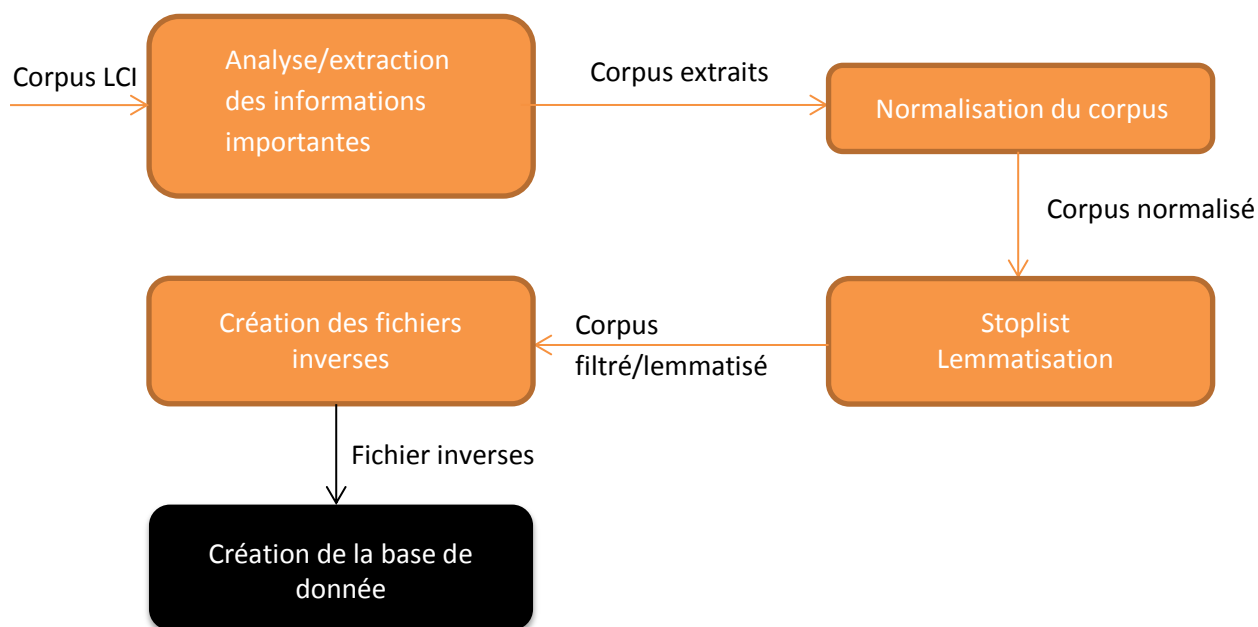 Corpus LCI
Analyse/extraction
des informations
importantes
Corpus extraits
Normalisation du corpus
Corpus normalisé
Stoplist
Lemmatisation
Corpus
filtré/lemmatisé
Création des fichiers
inverses
Fichier inverses
Création de la base de
donnée